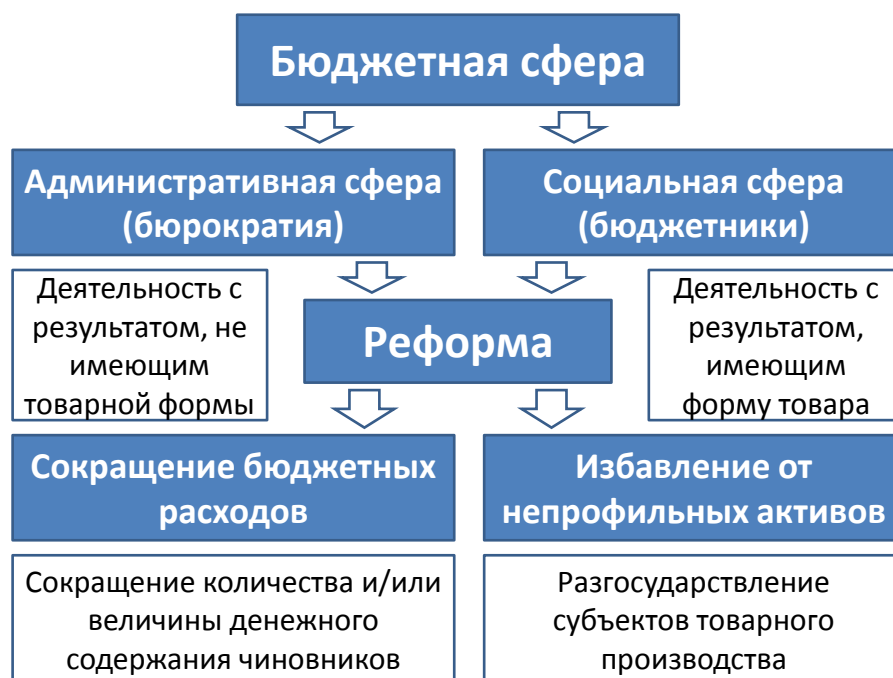 Бюджетная сфера
Административная сфера
(бюрократия)
Социальная сфера
(бюджетники)
Деятельность с
результатом, не
имеющим
товарной формы
Реформа
Деятельность с
результатом,
имеющим
форму товара
Сокращение бюджетных
расходов
Избавление от
непрофильных активов
Сокращение количества и/или
величины денежного
содержания чиновников
Разгосударствление
субъектов товарного
производства